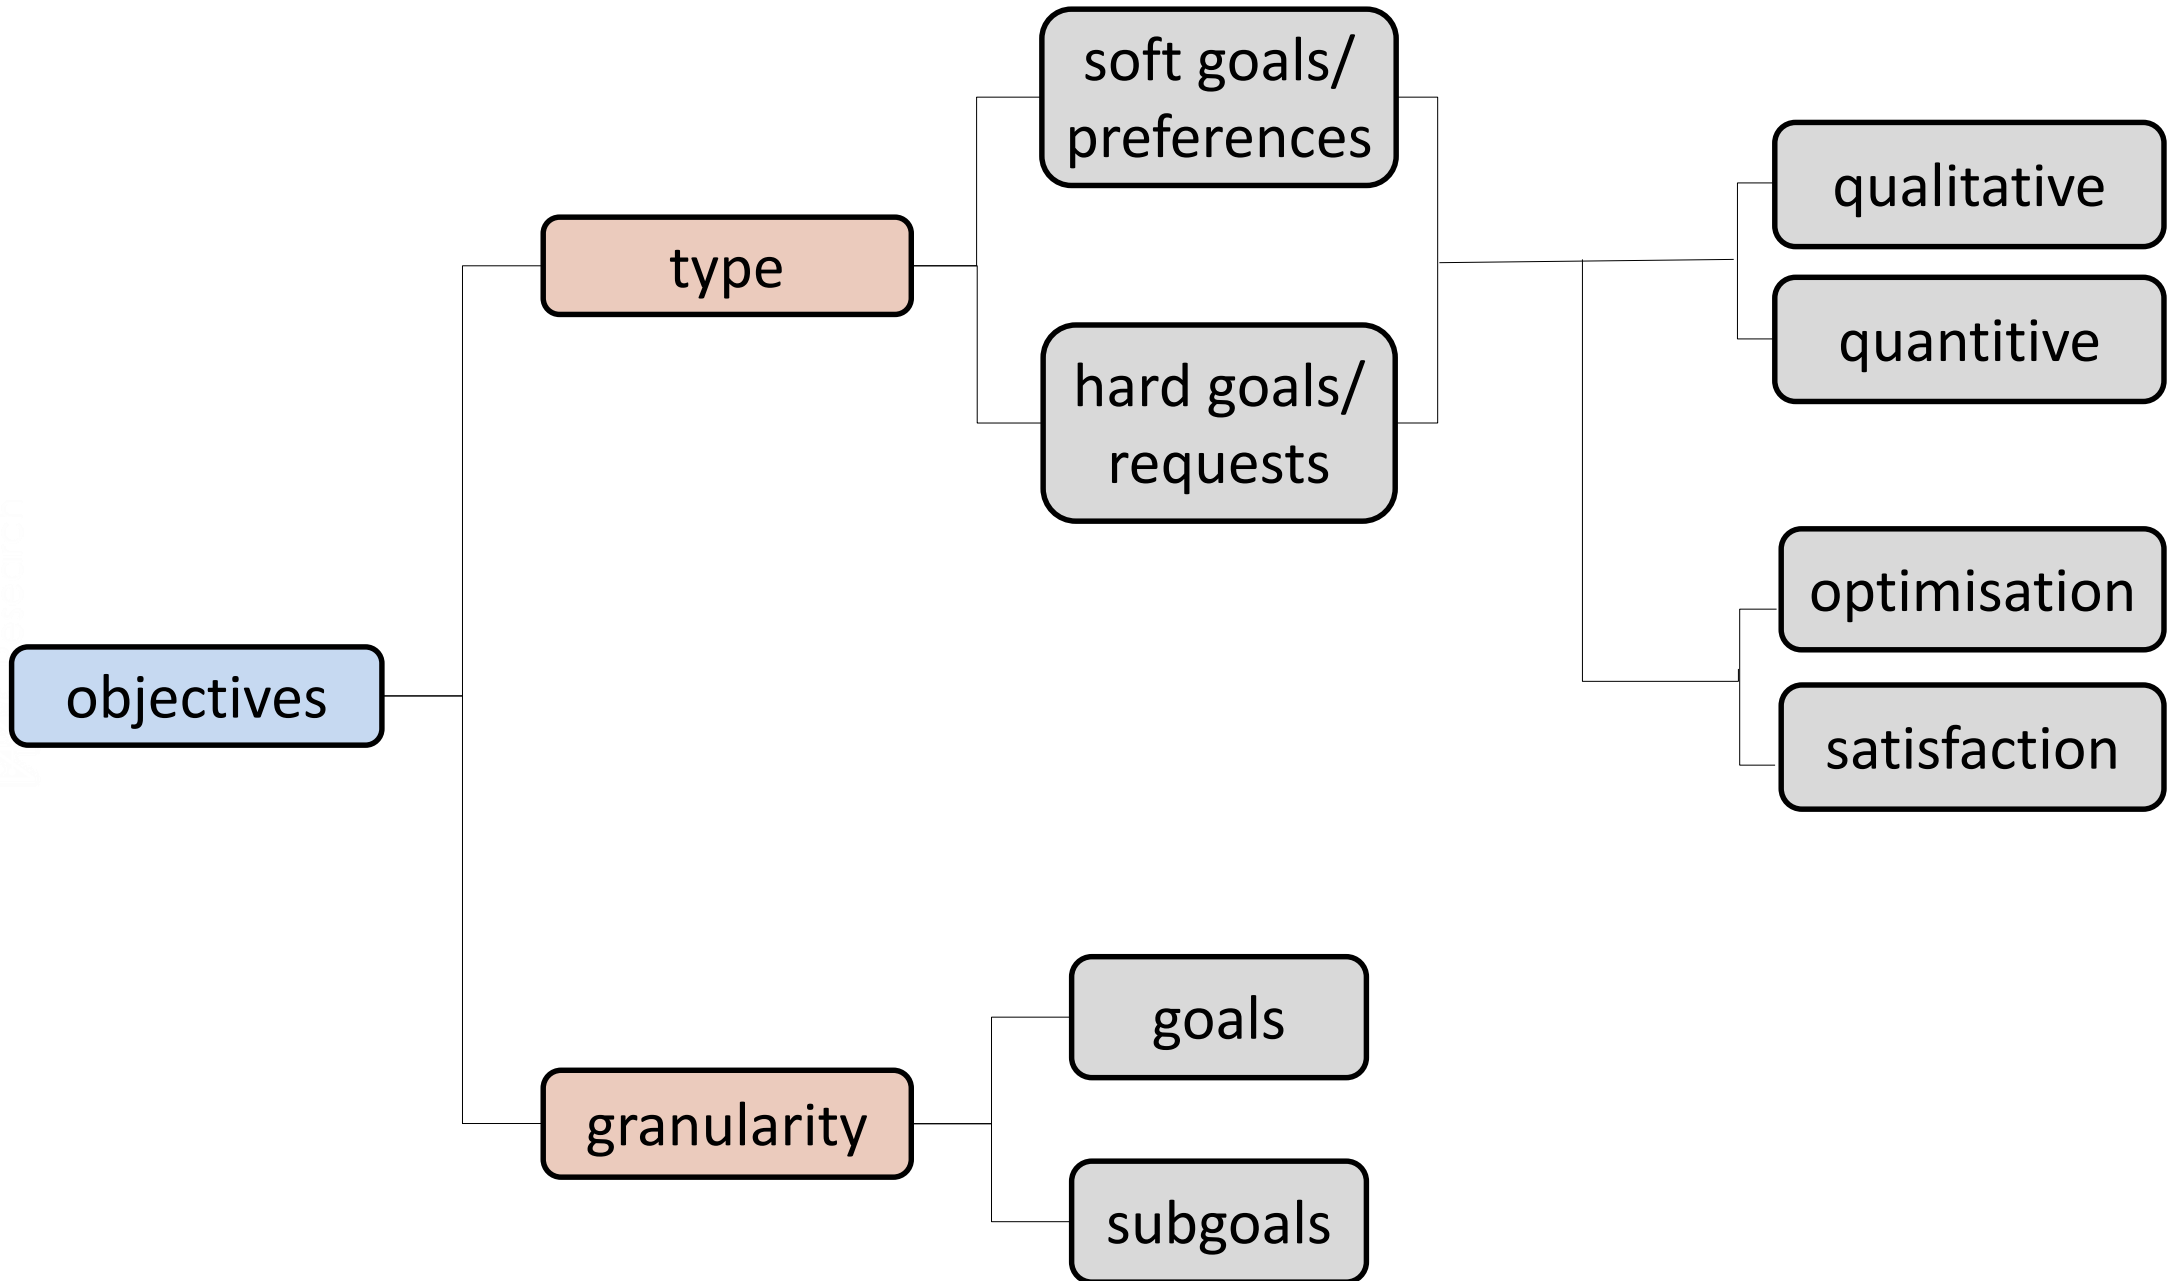 soft goals/
preferences
qualitative
type
quantitive
hard goals/
requests
optimisation
objectives
satisfaction
goals
granularity
subgoals